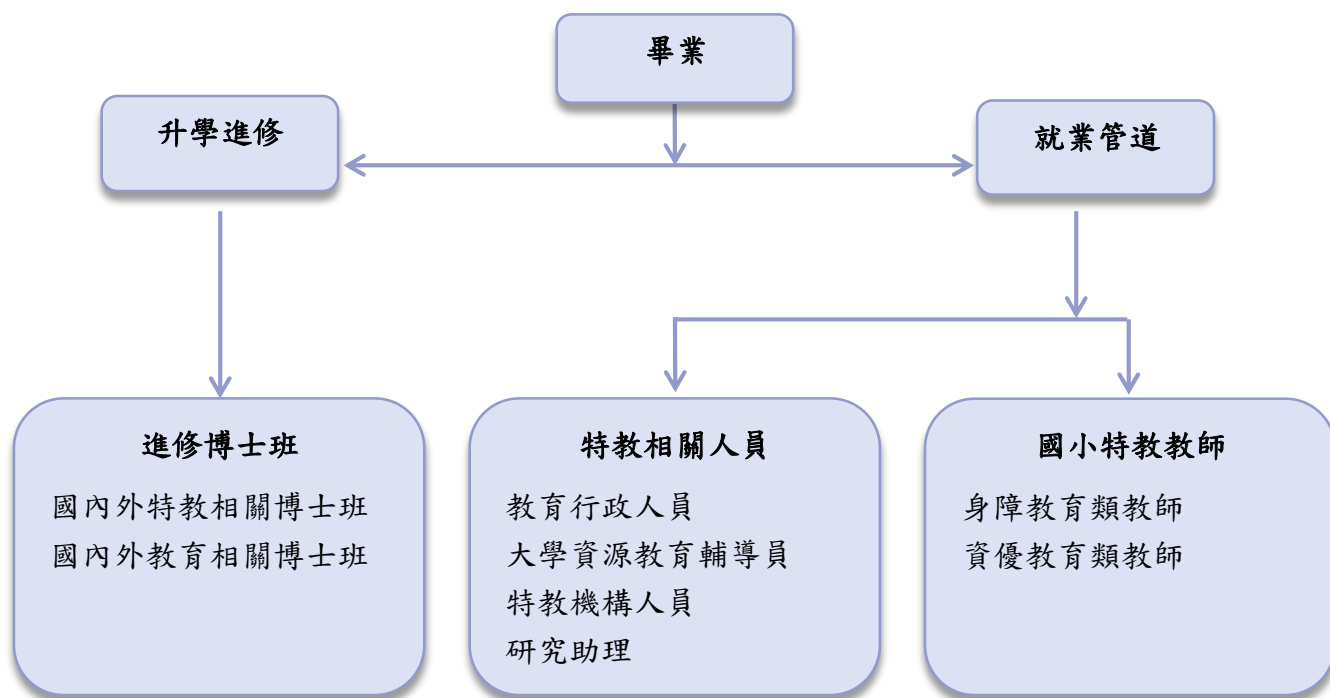 畢業
升學進修
就業管道
進修博士班
國內外特教相關博士班
國內外教育相關博士班
特教相關人員
教育行政人員
大學資源教育輔導員
特教機構人員
研究助理
國小特教教師
身障教育類教師
資優教育類教師